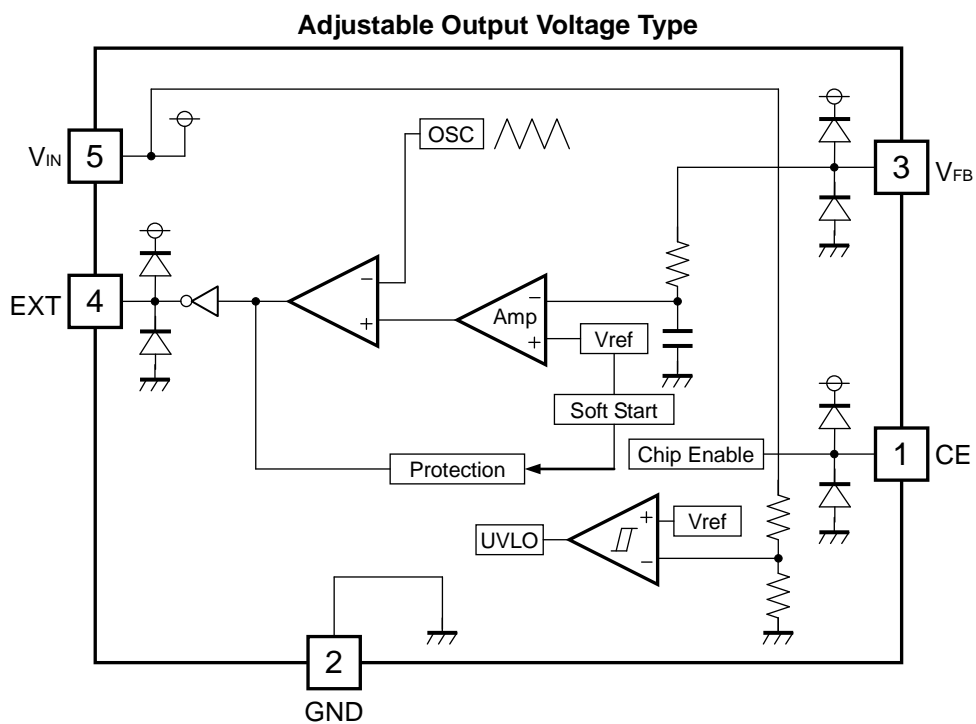 Adjustable Output Voltage Type
OSC
VIN 5
3 VFB
EXT 4
−
+
Amp
−
+
Vref
Soft Start
Chip Enable
1 CE
Protection
UVLO
+
−
Vref
2
GND